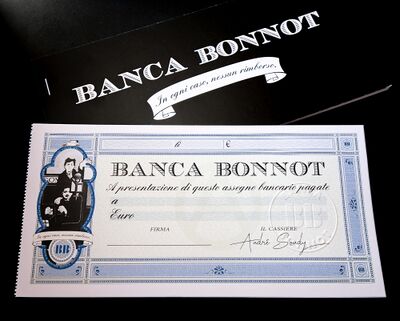 BANCA BONNOT
In ogni caso, nessun rimborso.
lì €
BANCA BONNOT
A presentazione di questo assegno bancario pagate
a
Euro
FIRMA IL CASSIERE
André Soudy
BB